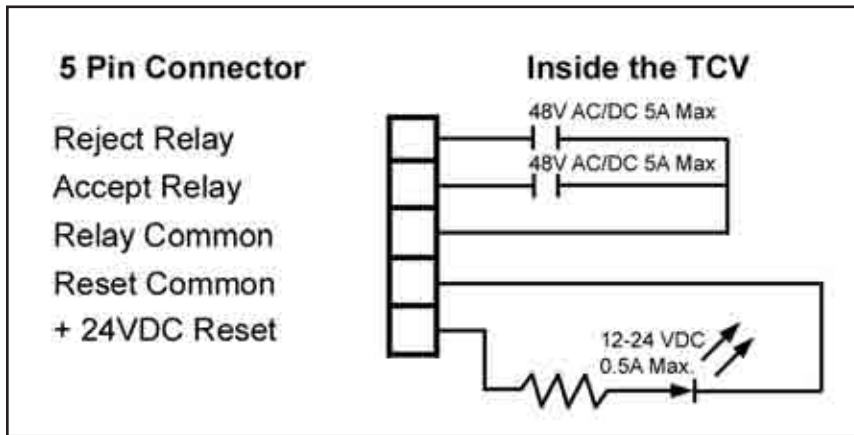 5 Pin Connector
Inside the TCV
Reject Relay
48V AC/DC 5A Max
Accept Relay
48V AC/DC 5A Max
Relay Common
Reset Common
+ 24VDC Reset
12-24 VDC
0.5A Max.